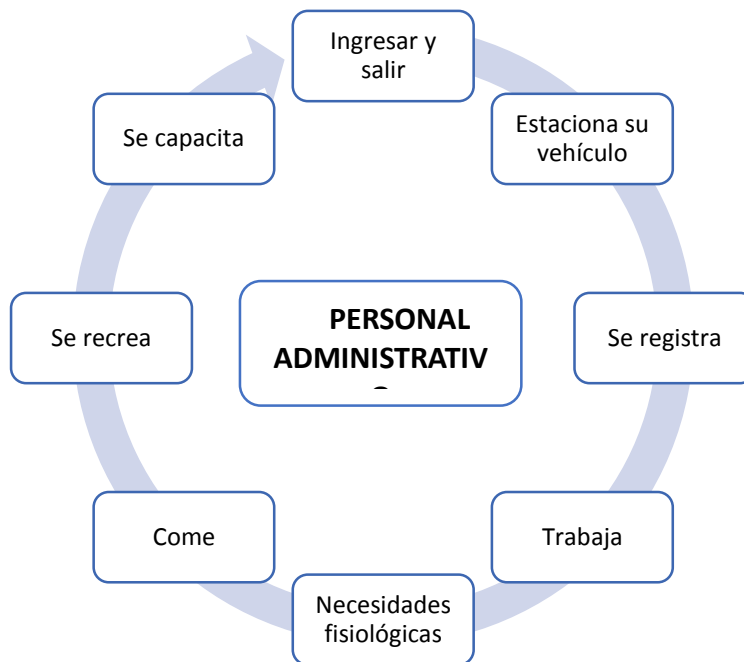 Ingresar y
salir
Estaciona su
vehículo
Se registra
Trabaja
Necesidades
fisiológicas
Come
Se recrea
Se capacita
PERSONAL
ADMINISTRATIV